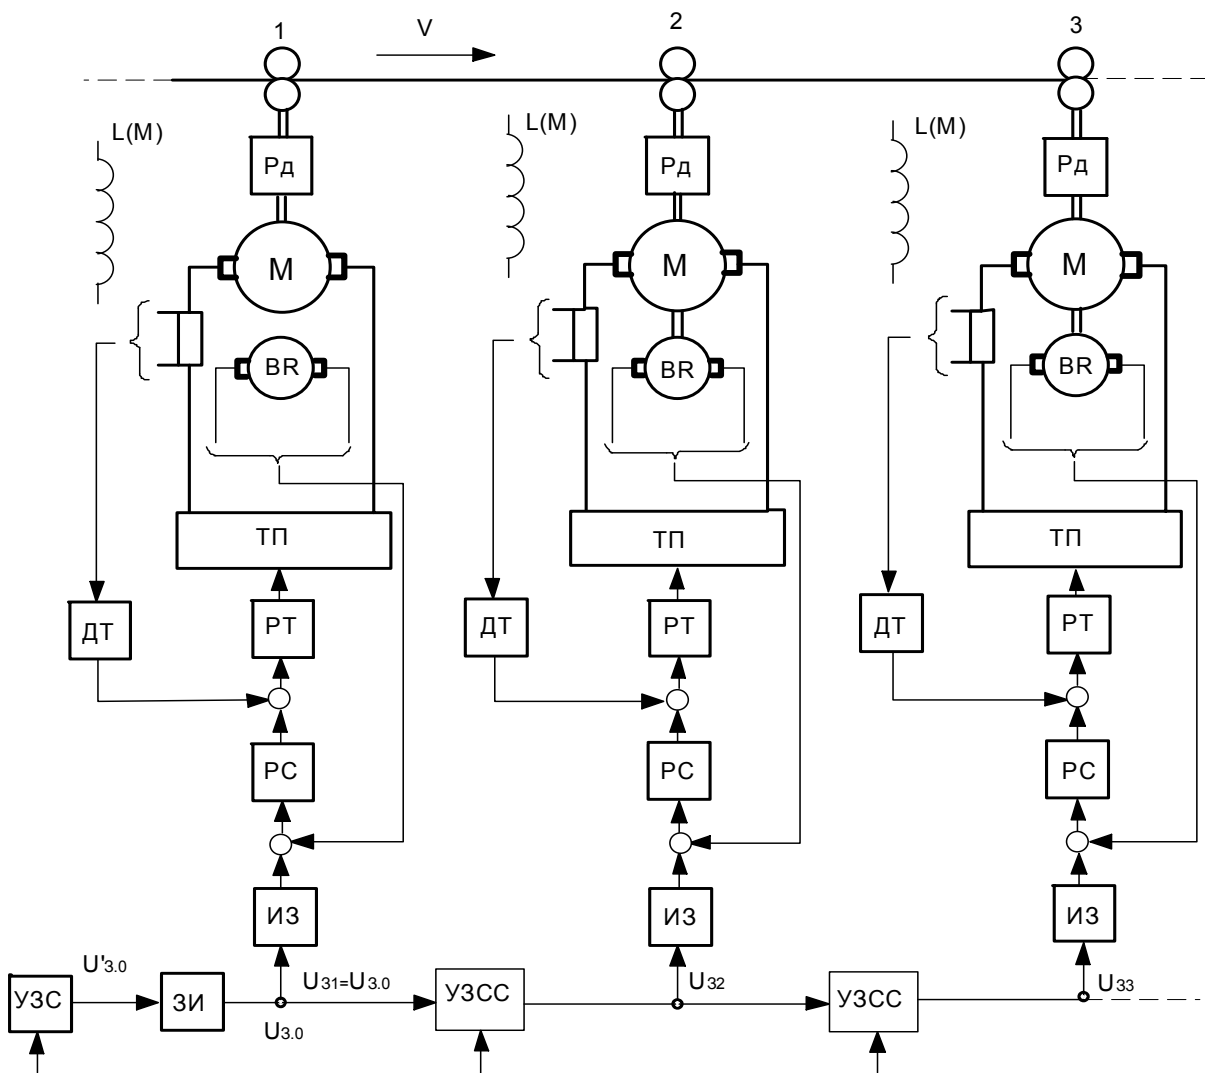 1
V
2
3
L(M)
L(M)
L(M)
Рд
Рд
Рд
М
М
М
BR
BR
BR
ТП
ТП
ТП
ДТ
РТ
ДТ
РТ
ДТ
РТ
РС
РС
РС
ИЗ
ИЗ
ИЗ
U'3.0
U31=U3.0
U32
U33
УЗС
ЗИ
УЗСС
УЗСС
U3.0